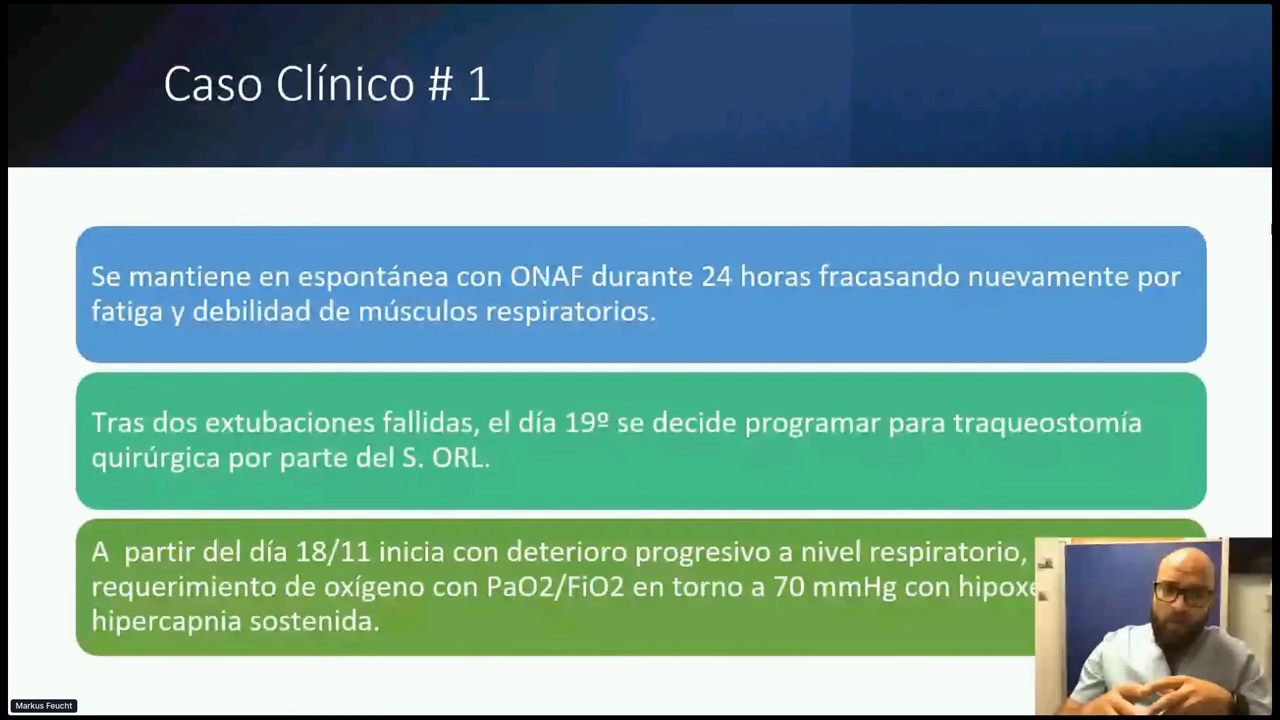 Caso Clínico # 1
Se mantiene en espontánea con ONAF durante 24 horas fracasando nuevamente por
fatiga y debilidad de músculos respiratorios.
Tras dos extubaciones fallidas, el día 19º se decide programar para traqueostomía
quirúrgica por parte del S. ORL.
A  partir del día 18/11 inicia con deterioro progresivo a nivel respiratorio,
requerimiento de oxígeno con PaO2/FiO2 en torno a 70 mmHg con
hipercapnia sostenida.
Markus Feucht